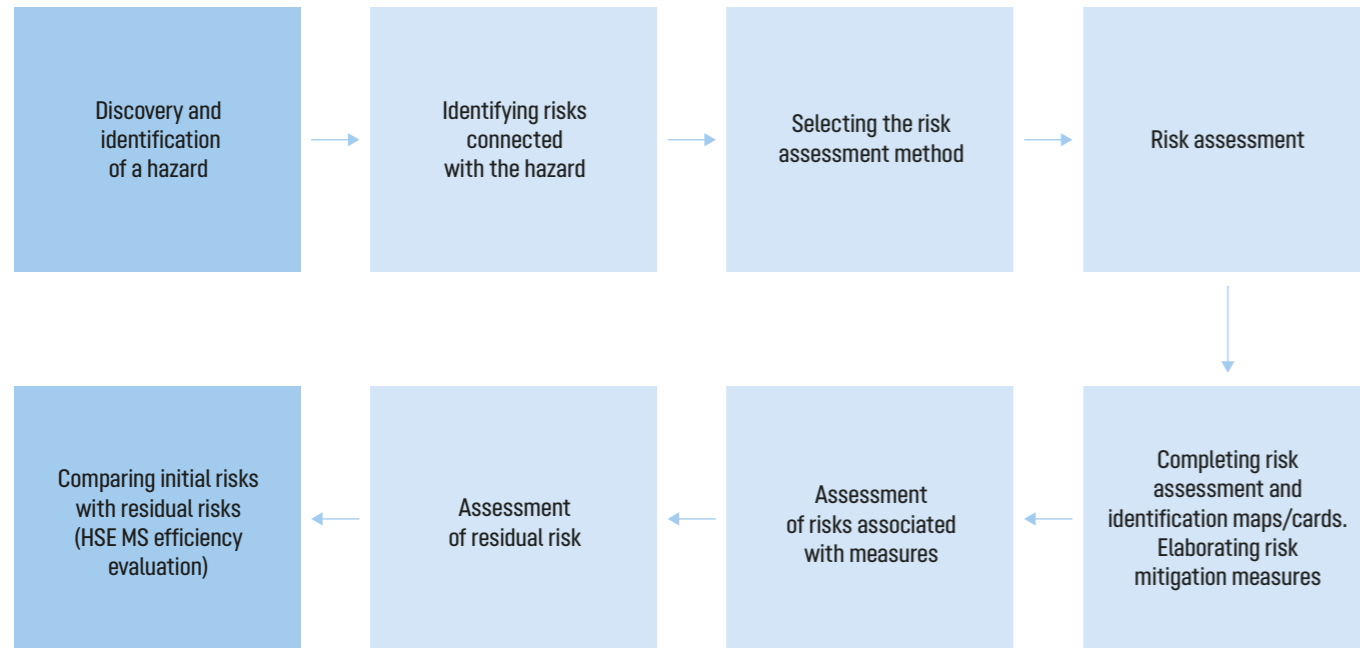 Discovery and
identification
of a hazard
Identifying risks
connected
with the hazard
Selecting the risk
assessment method
Risk assessment
Comparing initial risks
with residual risks
(HSE MS efficiency
evaluation)
Assessment
of residual risk
Assessment
of risks associated
with measures
Completing risk
assessment and
identification maps/cards.
Elaborating risk
mitigation measures